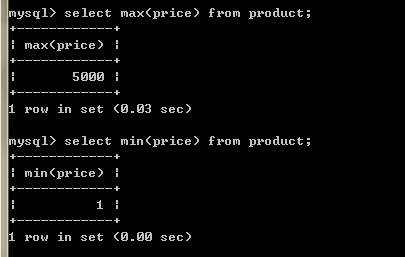 mysql> select max(price) from product;
+------------+
¦ max(price) ¦
+------------+
¦       5000 ¦
+------------+
1 row in set (0.03 sec)
mysql> select min(price) from product;
+------------+
¦ min(price) ¦
+------------+
¦          1 ¦
+------------+
1 row in set (0.00 sec)